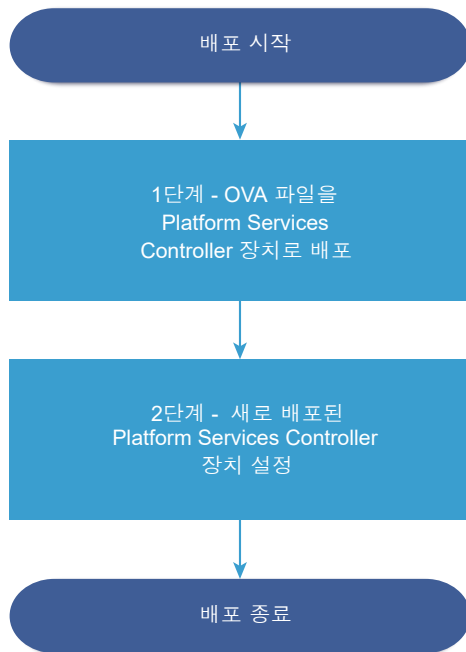 배포 시작
1단계 - OVA 파일을
Platform Services
Controller 장치로 배포
2단계 -  새로 배포된
Platform Services Controller
장치 설정
배포 종료